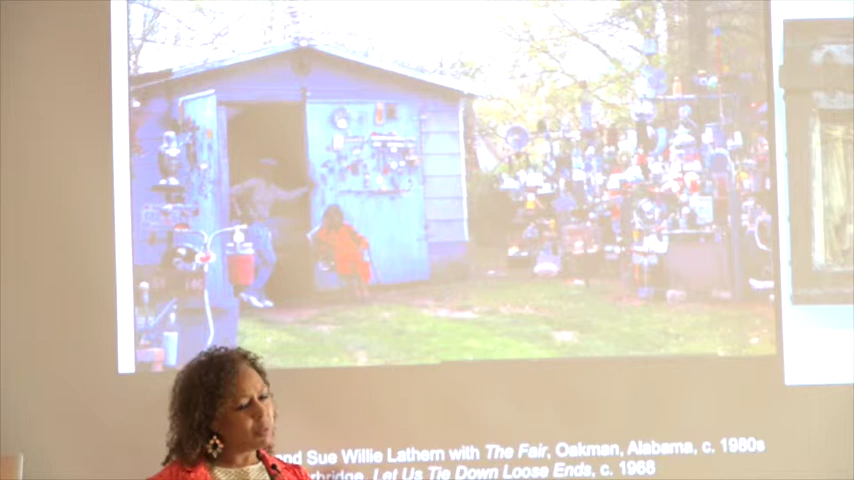 and Sue Willie Lathern with The Fair, Oakman, Alabama, c. 1980s
rbridge, Let Us Tie Down Loose Ends, c. 1968